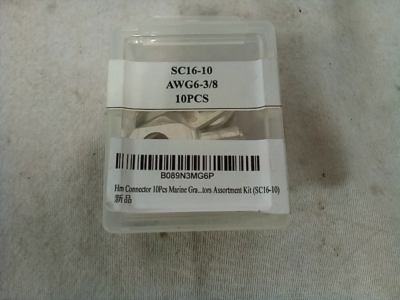 SC16-10
AWG6-3/8
10PCS
B089N3MG6P
Hm Connector 10Pcs Marine Gra...tors Assortment Kit (SC16-10)
新品